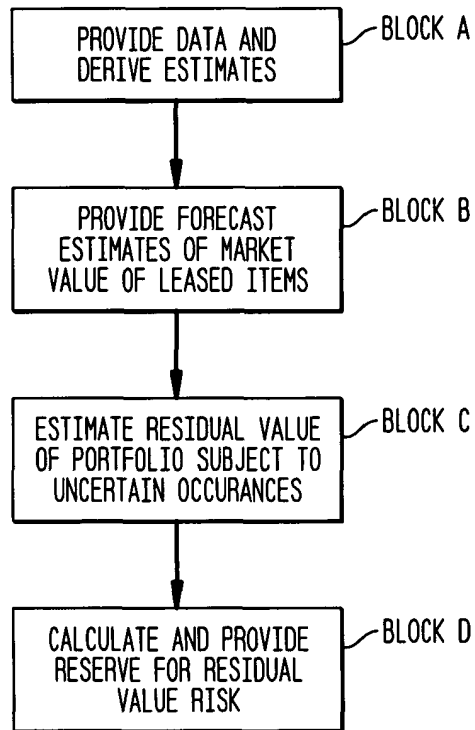 PROVIDE DATA AND
DERIVE ESTIMATES
BLOCK A
PROVIDE FORECAST
ESTIMATES OF MARKET
VALUE OF LEASED ITEMS
BLOCK B
ESTIMATE RESIDUAL VALUE
OF PORTFOLIO SUBJECT TO
UNCERTAIN OCCURANCES
BLOCK C
CALCULATE AND PROVIDE
RESERVE FOR RESIDUAL
VALUE RISK
BLOCK D